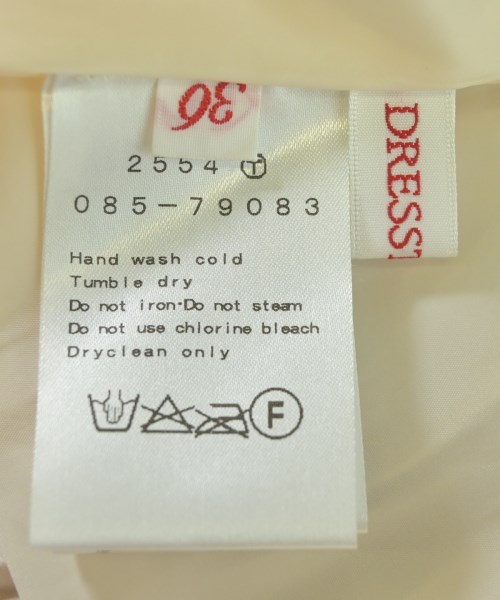 36
2554 T
085-79083
Hand wash cold
Tumble dry
Do not iron·Do not steam
Do not use chlorine bleach
Dryclean only
F
DRESST